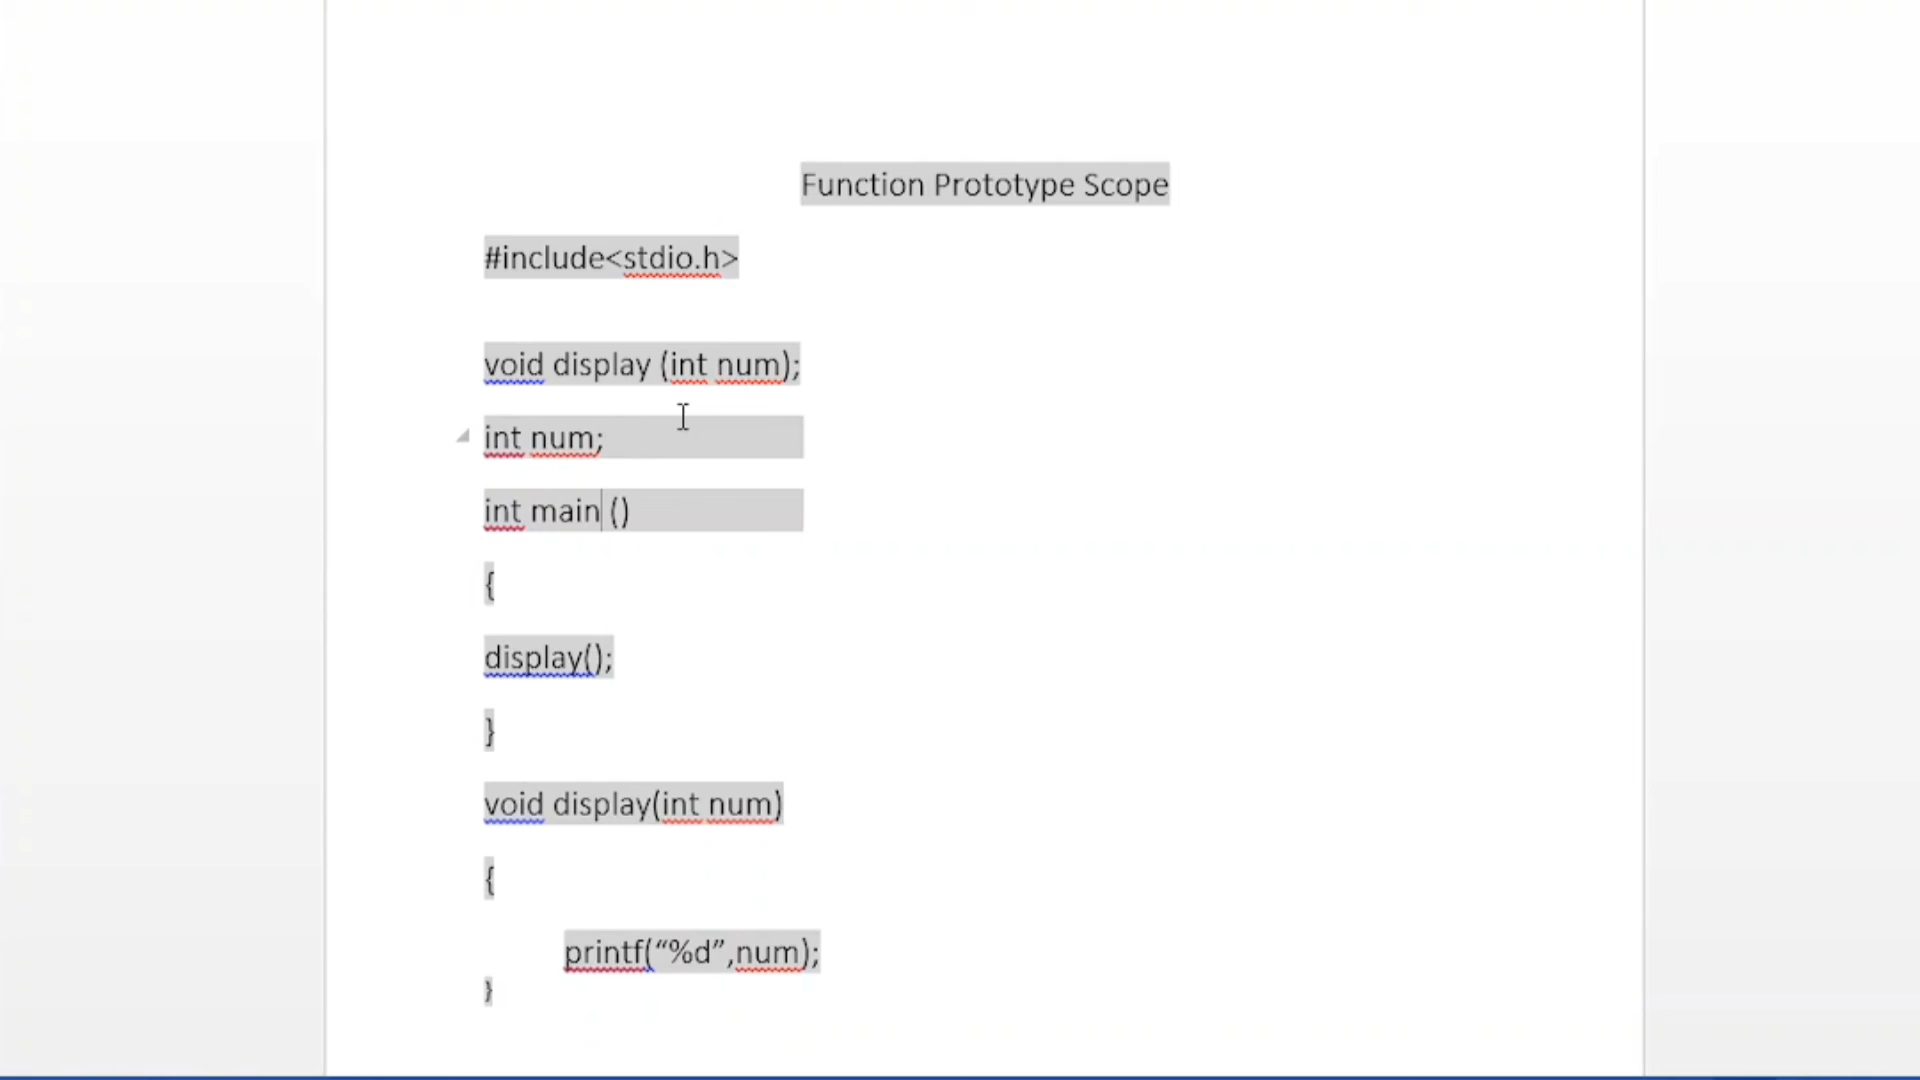 Function Prototype Scope
#include<stdio.h>
void display (int num);
int num;
int main ()
{
display();
}
void display(int num)
{
printf(“%d”,num);
}